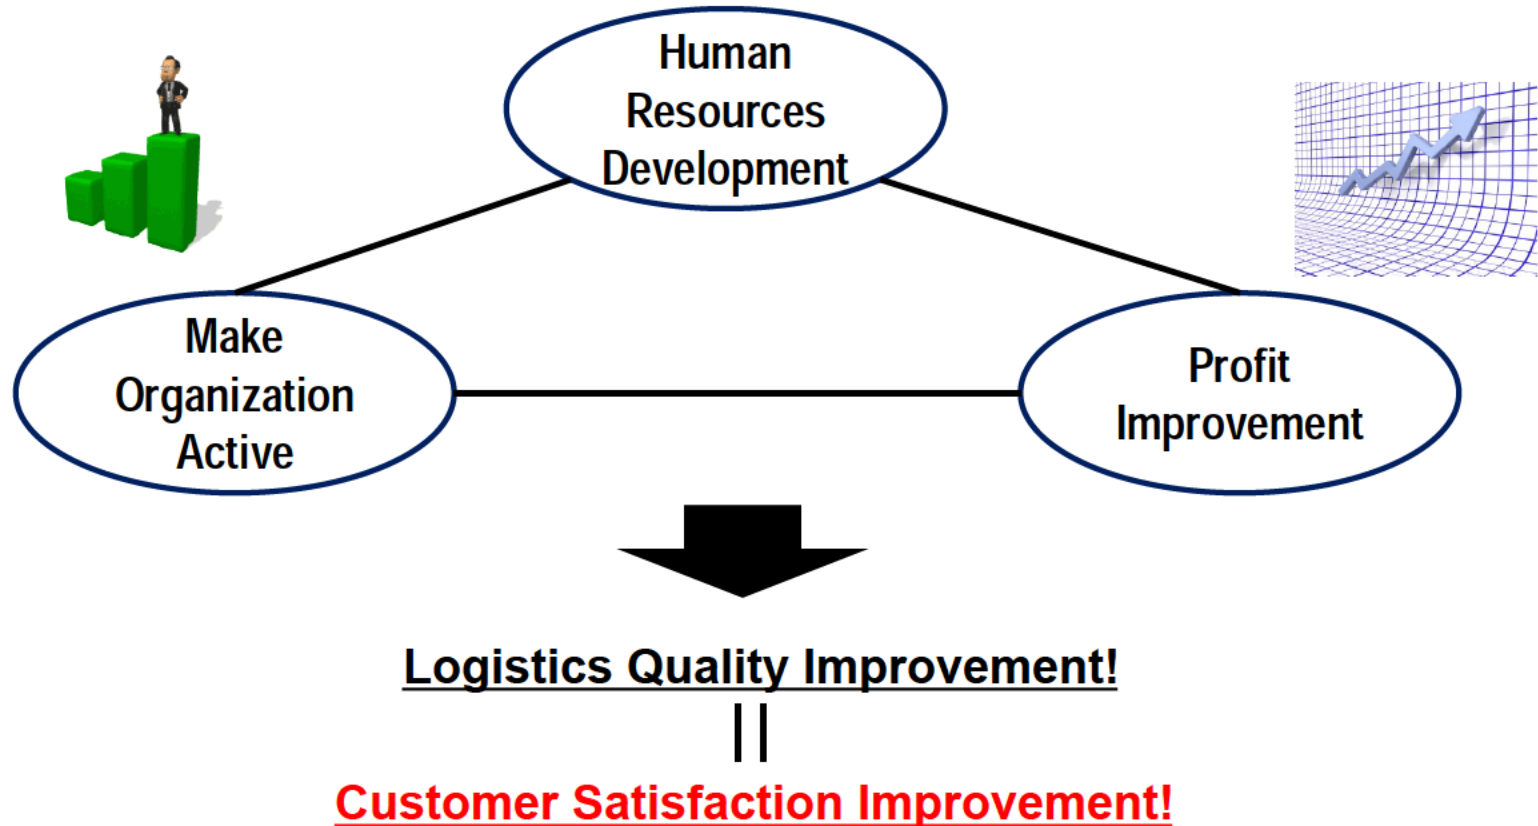 Human
Resources
Development
Make
Organization
Active
Profit
Improvement
Logistics Quality Improvement!
Customer Satisfaction Improvement!